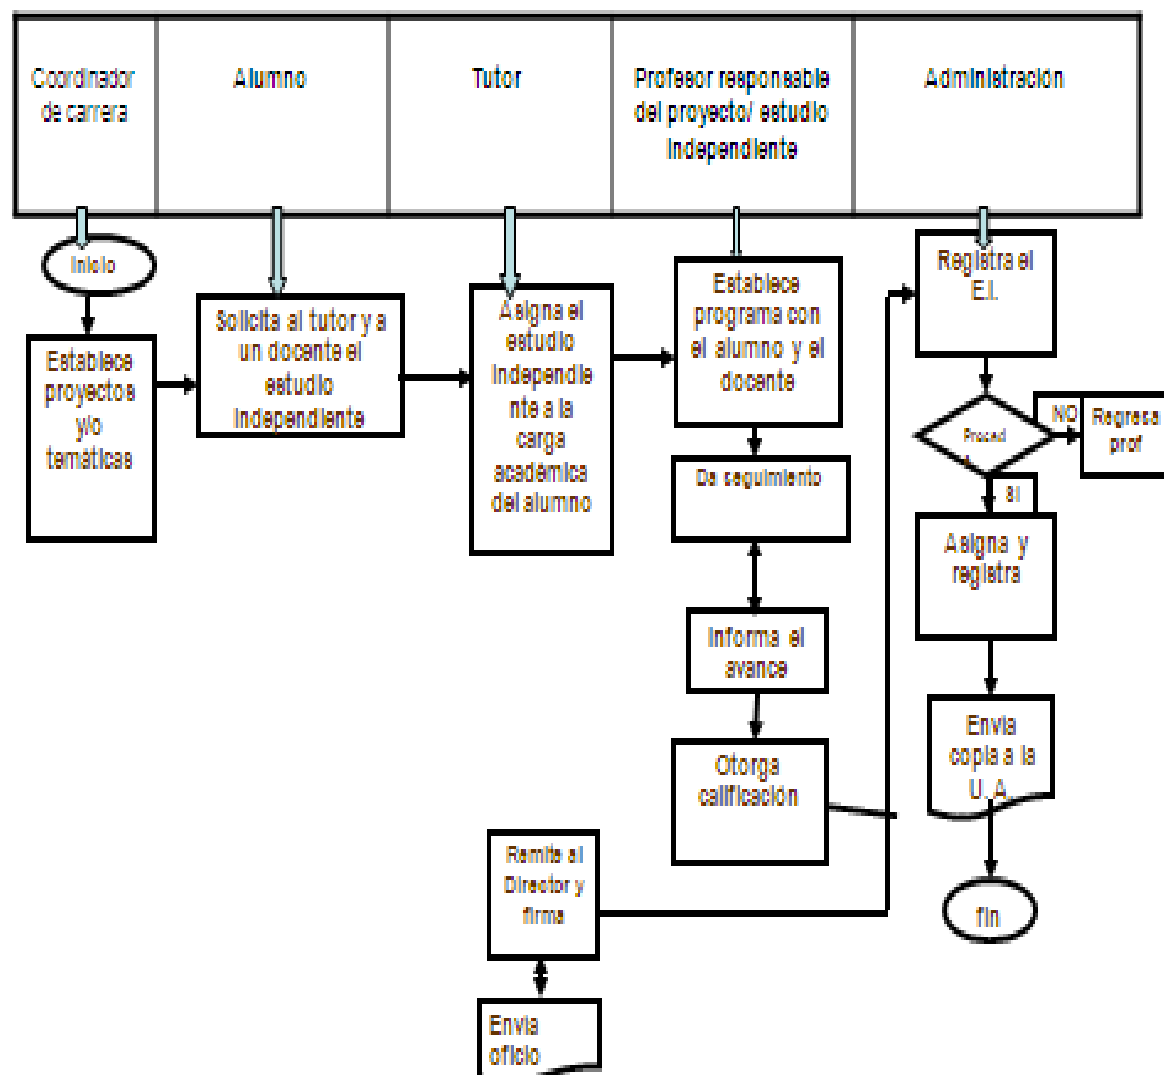 Coordinador
de carrera
Alumno
Tutor
Profesor responsable
del proyecto/ estudio
Independiente
Administración
Inicio
Establece
proyectos
y/o
temáticas
Solicita al tutor y a
un docente el
estudio
Independiente
Asigna el
estudio
Independie
nte a la
carga
académica
del alumno
Establece
programa con
el alumno y el
docente
Da seguimiento
Informa el
avance
Otorga
calificación
Remite al
Director y
firma
Envia
oficio
Registra el
E.I.
Proced
NO
Regresa
prof
SI
Asigna y
registra
Envia
copia a la
U. A.
fin